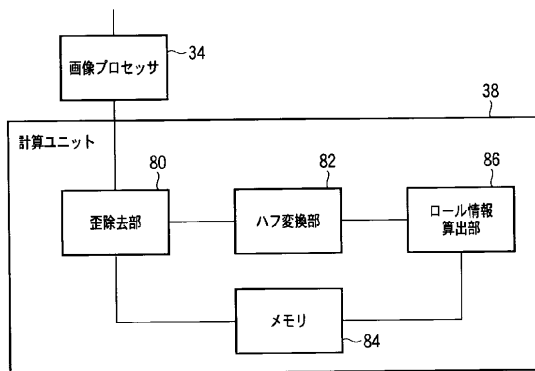 画像プロセッサ
34
38
計算ユニット
80
82
86
歪除去部
ハフ変換部
ロール情報
算出部
メモリ
84